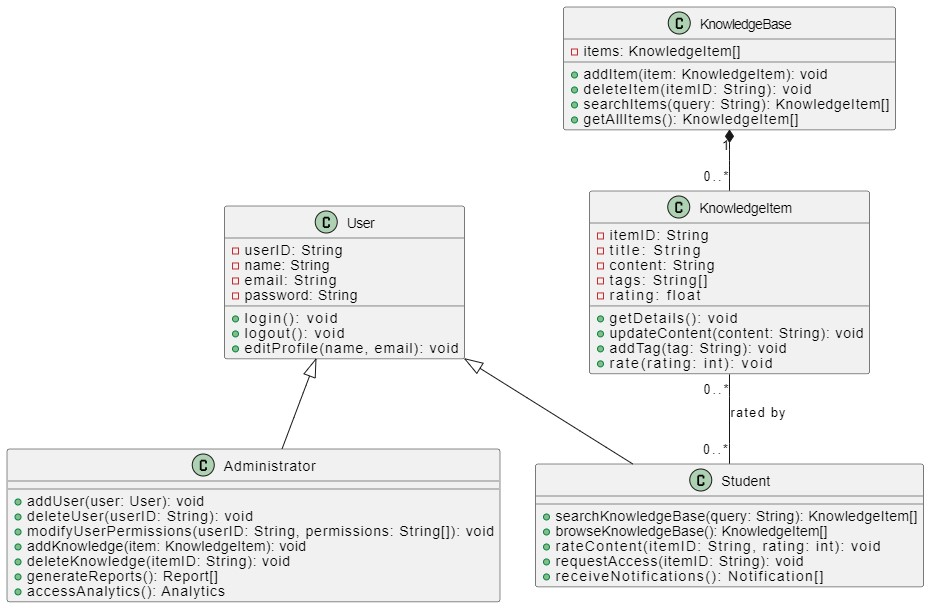 C KnowledgeBase
items: KnowledgeItem[]
addItem(item: KnowledgeItem): void
deleteItem(itemID: String): void
searchItems(query: String): KnowledgeItem[]
getAllItems(): KnowledgeItem[]
1
0..*
C KnowledgeItem
itemID: String
title: String
content: String
tags: String[]
rating: float
getDetails(): void
updateContent(content: String): void
addTag(tag: String): void
rate(rating: int): void
C User
userID: String
name: String
email: String
password: String
login(): void
logout(): void
editProfile(name, email): void
0..*
rated by
0..*
C Administrator
addUser(user: User): void
deleteUser(userID: String): void
modifyUserPermissions(userID: String, permissions: String[]): void
addKnowledge(item: KnowledgeItem): void
deleteKnowledge(itemID: String): void
generateReports(): Report[]
accessAnalytics(): Analytics
C Student
searchKnowledgeBase(query: String): KnowledgeItem[]
browseKnowledgeBase(): KnowledgeItem[]
rateContent(itemID: String, rating: int): void
requestAccess(itemID: String): void
receiveNotifications(): Notification[]